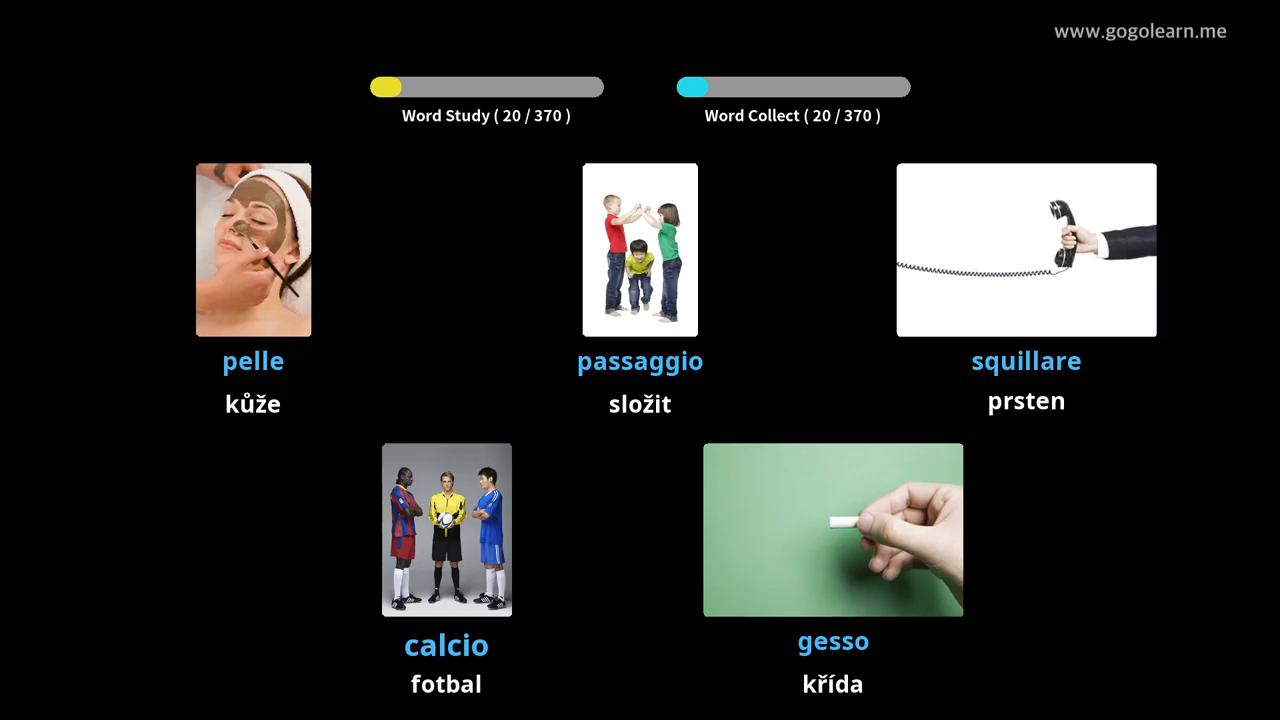 www.gogolearn.me
Word Study ( 20 / 370 )
Word Collect ( 20 / 370 )
pelle
kůže
passaggio
složit
squillare
prsten
calcio
fotbal
gesso
křída